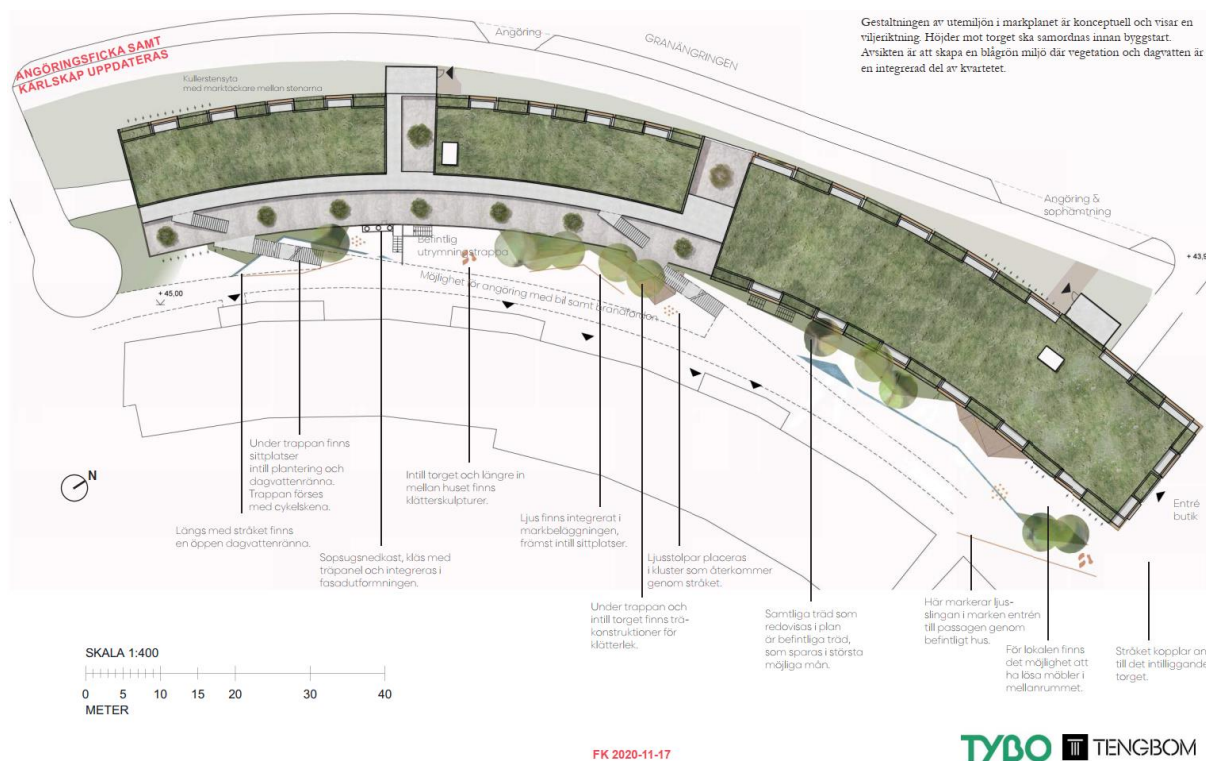 Gestaltningen av utemiljön i markplanet är konceptuell och visar en
viljeriktning. Höjder mot torget ska samordnas innan byggstart.
Avsikten är att skapa en blågrön miljö där vegetation och dagvatten är
en integrerad del av kvartetet.
ANGÖRINGSFICKA SAMT
KÄRLSKAP UPPDATERAS
Angöring
GRANÄNGRINGEN
Kullerstensyta
med marktäckare mellan stenarna
Angöring &
sophämtning
+ 43,9
Befintlig
utrymningstrappa
Möjlighet för angöring med bil samt brandfordon
+ 45,00
Entré
butik
N
Under trappan finns
sittplatser
intill plantering och
dagvattenränna.
Trappan förses
med cykelskena.
Längs med stråket finns
en öppen dagvattenränna.
Sopsugsnedkast, kläs med
träpanel och integreras i
fasadutformningen.
Intill torget och längre in
mellan huset finns
klätterskulpturer.
Ljus finns integrerat i
markbeläggningen,
främst intill sittplatser.
Under trappan och
intill torget finns trä-
konstruktioner för
klätterlek.
Ljusstolpar placeras
i kluster som återkommer
genom stråket.
Samtliga träd som
redovisas i plan
är befintliga träd,
som sparas i största
möjliga mån.
Här markerar ljus-
slingan i marken entrén
till passagen genom
befintligt hus.
För lokalen finns
det möjlighet att
ha lösa möbler i
mellanrummet.
Stråket kopplar an
till det intilliggande
torget.
SKALA 1:400
0 5 10 15 20 30 40
METER
FK 2020-11-17
TYBO TENGBOM